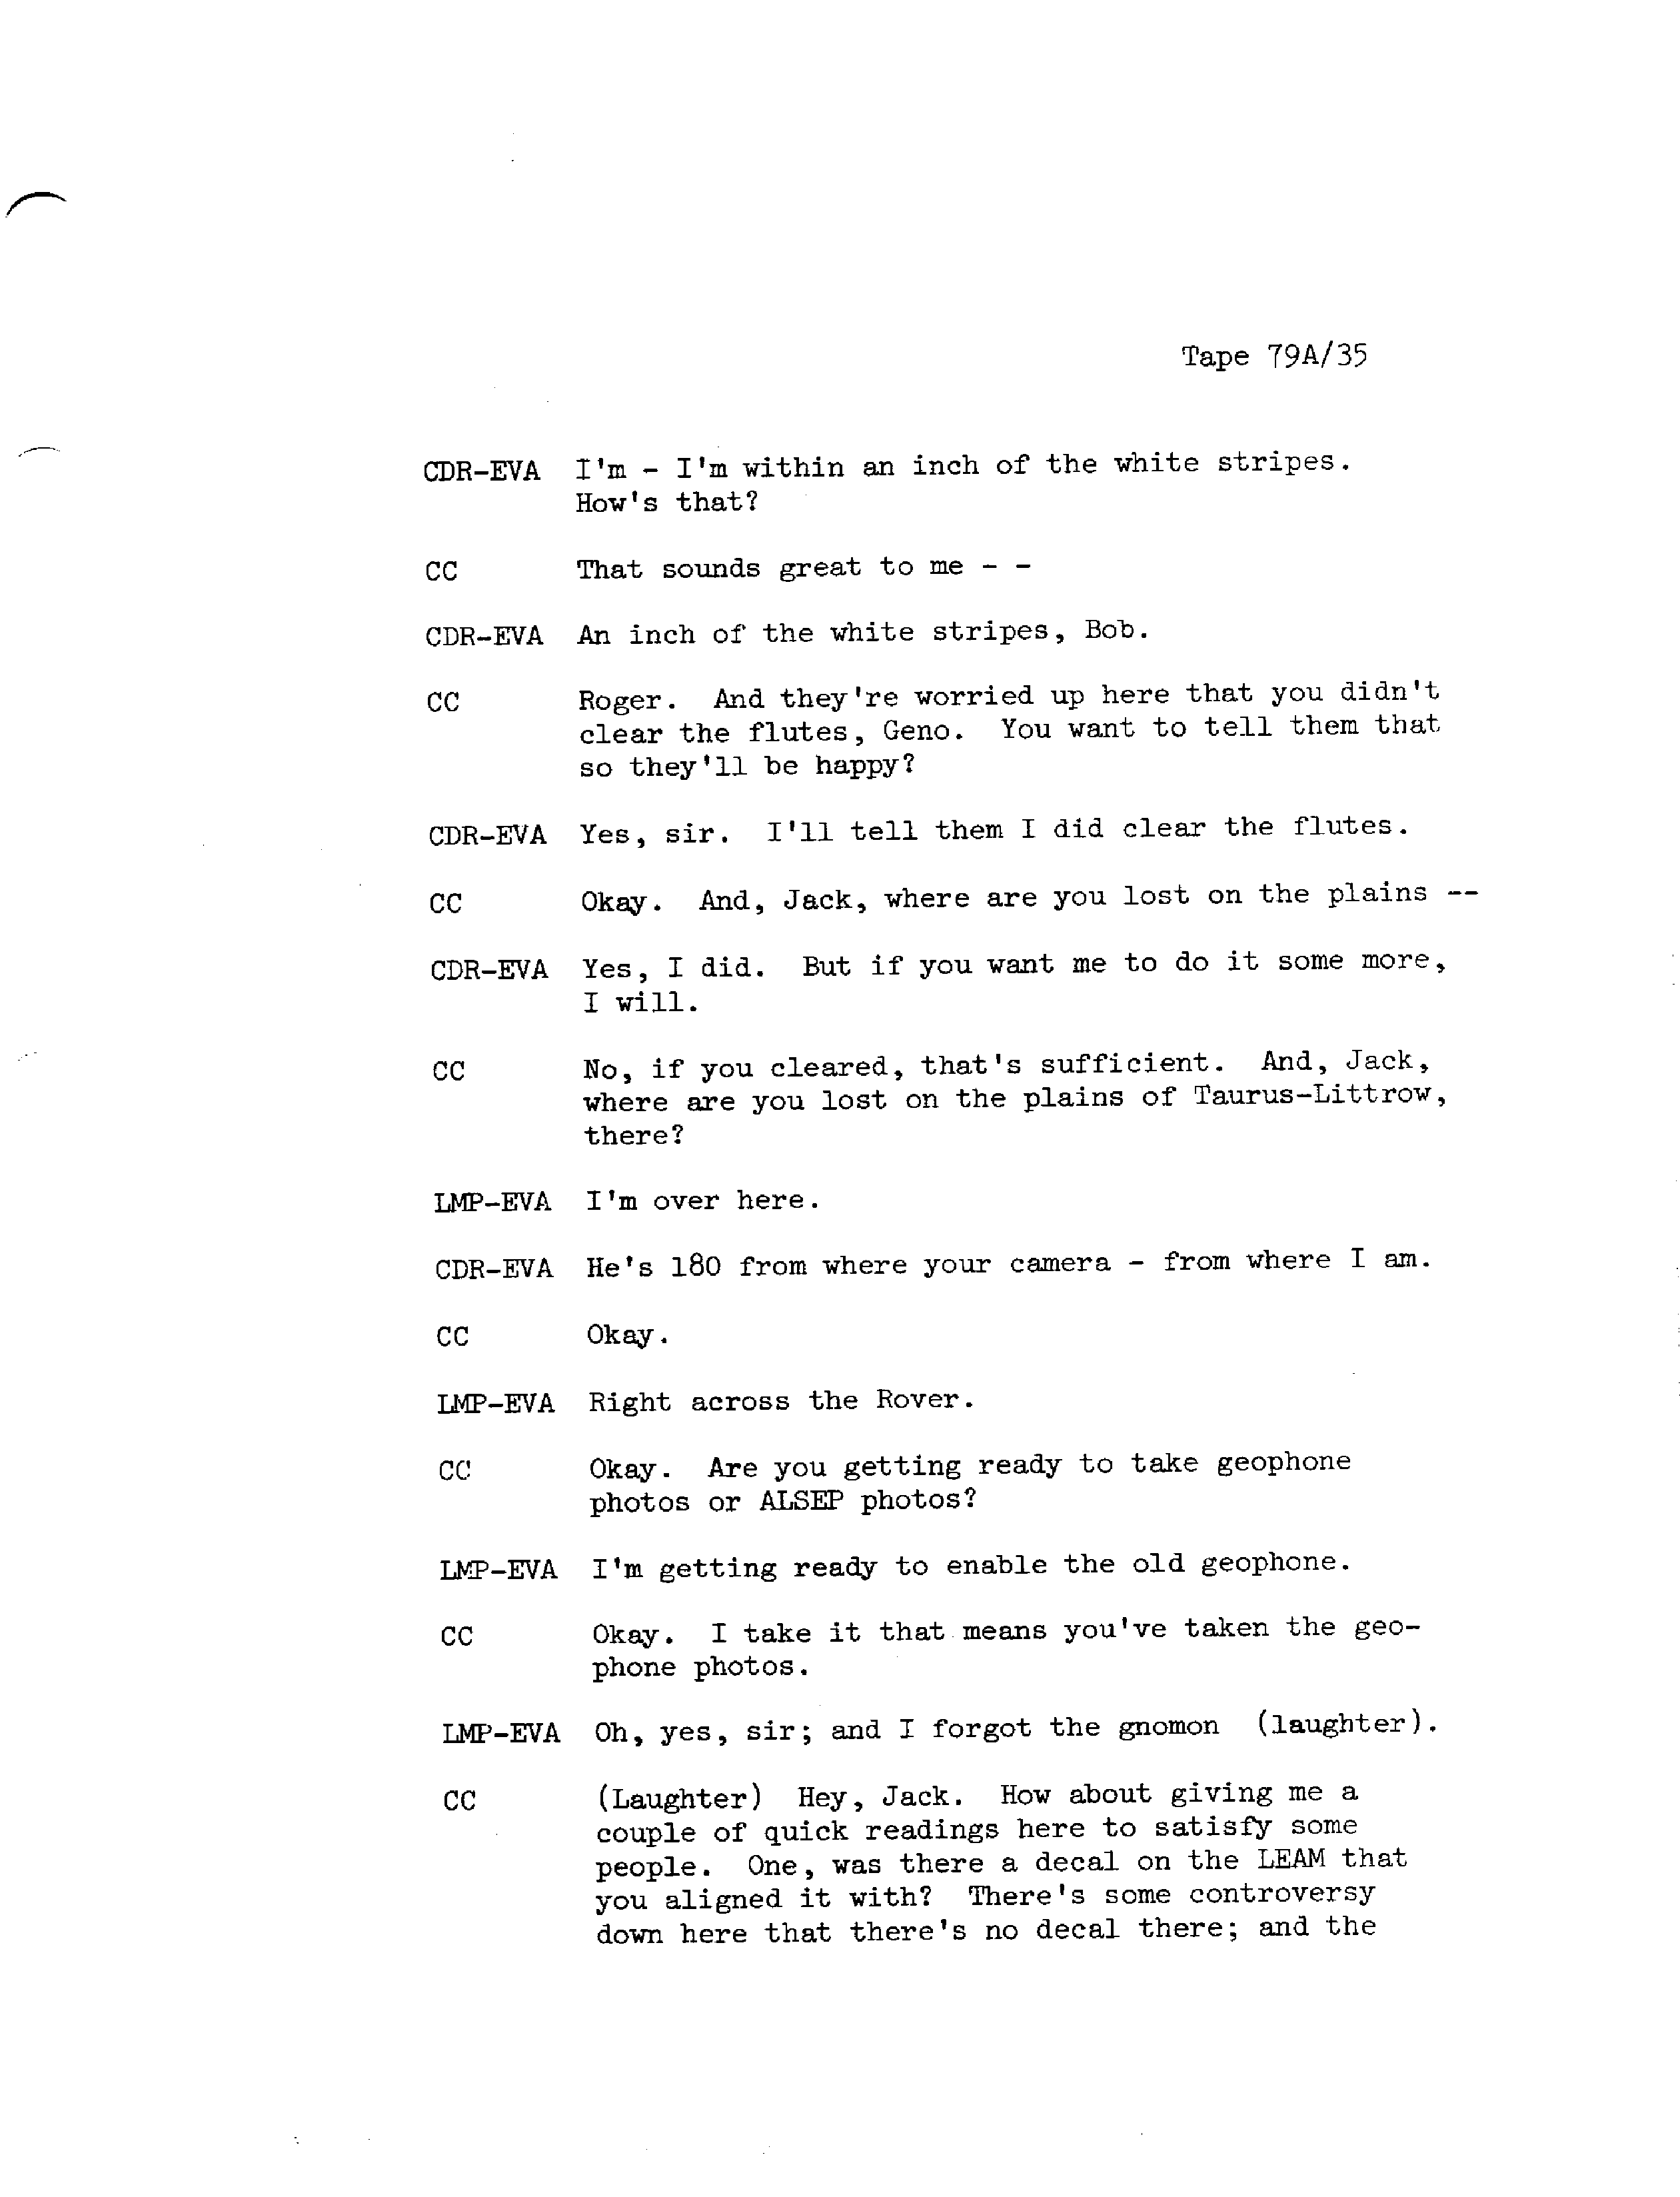 Tape 79A/35
CDR-EVA I'm - I'm within an inch of the white stripes.
How's that?
CC That sounds great to me - -
CDR-EVA An inch of the white stripes, Bob.
CC Roger. And they're worried up here that you didn't
clear the flutes, Geno. You want to tell them that
so they'll be happy?
CDR-EVA Yes, sir. I'll tell them I did clear the flutes.
CC Okay. And, Jack, where are you lost on the plains --
CDR-EVA Yes, I did. But if you want me to do it some more,
I will.
CC No, if you cleared, that's sufficient. And, Jack,
where are you lost on the plains of Taurus-Littrow,
there?
LMP-EVA I'm over here.
CDR-EVA He's 180 from where your camera - from where I am.
CC Okay.
LMP-EVA Right across the Rover.
CC Okay. Are you getting ready to take geophone
photos or ALSEP photos?
LMP-EVA I'm getting ready to enable the old geophone.
CC Okay. I take it that means you've taken the geo-
phone photos.
LMP-EVA Oh, yes, sir; and I forgot the gnomon (laughter).
CC (Laughter) Hey, Jack. How about giving me a
couple of quick readings here to satisfy some
people. One, was there a decal on the LEAM that
you aligned it with? There's some controversy
down here that there's no decal there; and the